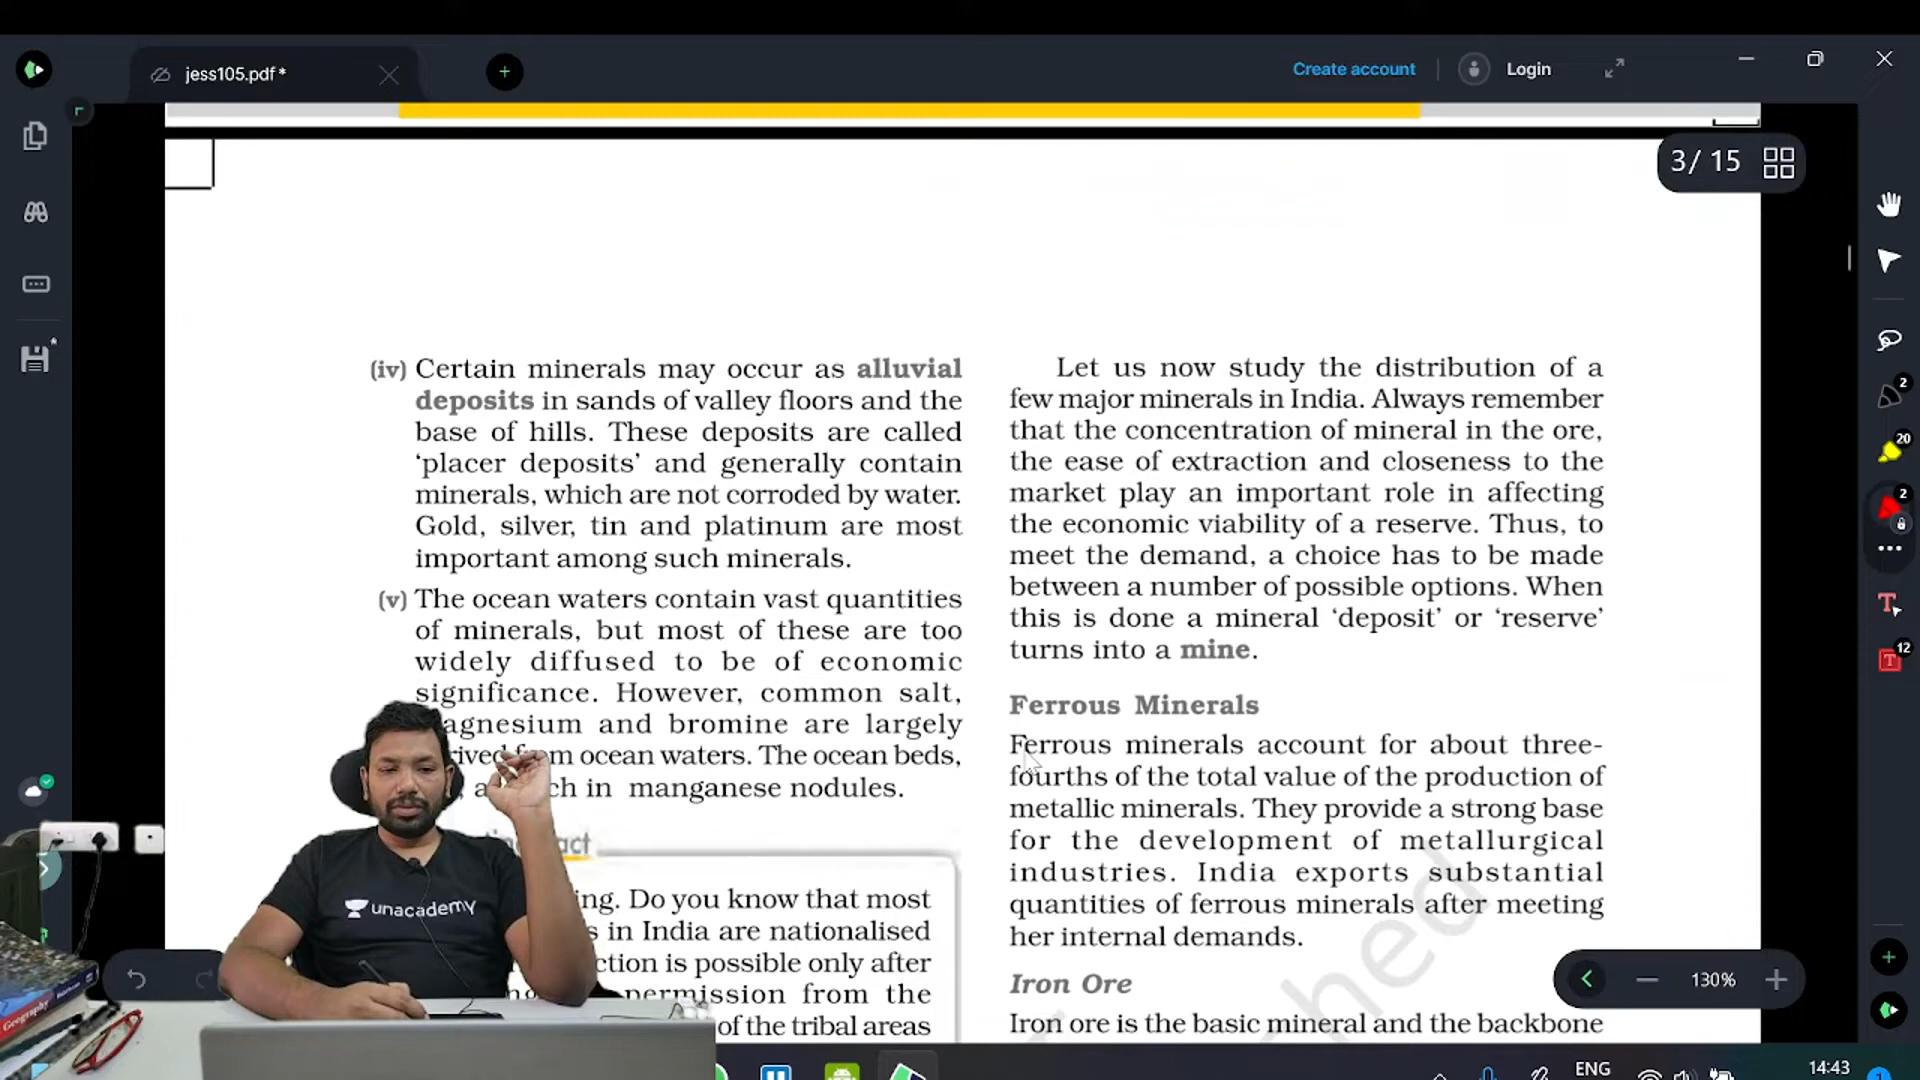 jess105.pdf*
Create account
Login
3/ 15
(iv) Certain minerals may occur as alluvial
deposits in sands of valley floors and the
base of hills. These deposits are called
‘placer deposits’ and generally contain
minerals, which are not corroded by water.
Gold, silver, tin and platinum are most
important among such minerals.
(v) The ocean waters contain vast quantities
of minerals, but most of these are too
widely diffused to be of economic
significance. However, common salt,
agnesium and bromine are largely
from ocean waters. The ocean beds,
in manganese nodules.
Do you know that most
in India are nationalised
is possible only after
permission from the
of the tribal areas
Let us now study the distribution of a
few major minerals in India. Always remember
that the concentration of mineral in the ore,
the ease of extraction and closeness to the
market play an important role in affecting
the economic viability of a reserve. Thus, to
meet the demand, a choice has to be made
between a number of possible options. When
this is done a mineral ‘deposit’ or ‘reserve’
turns into a mine.
Ferrous Minerals
Ferrous minerals account for about three-
fourths of the total value of the production of
metallic minerals. They provide a strong base
for the development of metallurgical
industries. India exports substantial
quantities of ferrous minerals after meeting
her internal demands.
Iron Ore
Iron ore is the basic mineral and the backbone
2
20
2
T
T
12
130%
unacademy
Geography
ENG
14:43